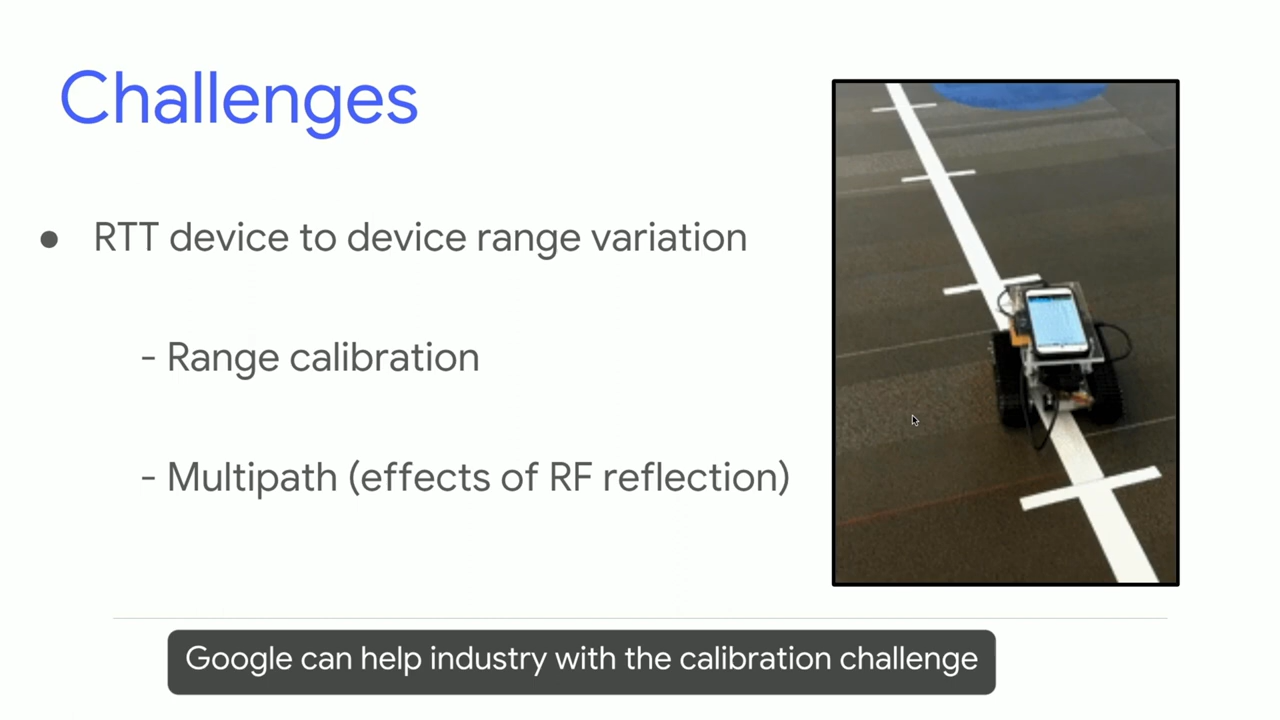 Challenges
● RTT device to device range variation
- Range calibration
- Multipath (effects of RF reflection)
Google can help industry with the calibration challenge